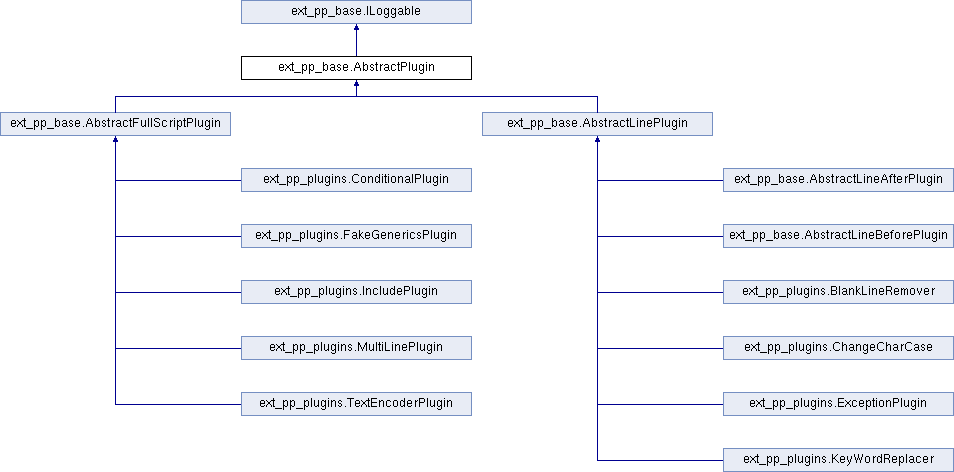 ext_pp_base.ILoggable
ext_pp_base.AbstractPlugin
ext_pp_base.AbstractFullScriptPlugin
ext_pp_base.AbstractLinePlugin
ext_pp_plugins.ConditionalPlugin
ext_pp_base.AbstractLineAfterPlugin
ext_pp_plugins.FakeGenericsPlugin
ext_pp_base.AbstractLineBeforePlugin
ext_pp_plugins.IncludePlugin
ext_pp_plugins.BlankLineRemover
ext_pp_plugins.MultiLinePlugin
ext_pp_plugins.ChangeCharCase
ext_pp_plugins.TextEncoderPlugin
ext_pp_plugins.ExceptionPlugin
ext_pp_plugins.KeyWordReplacer